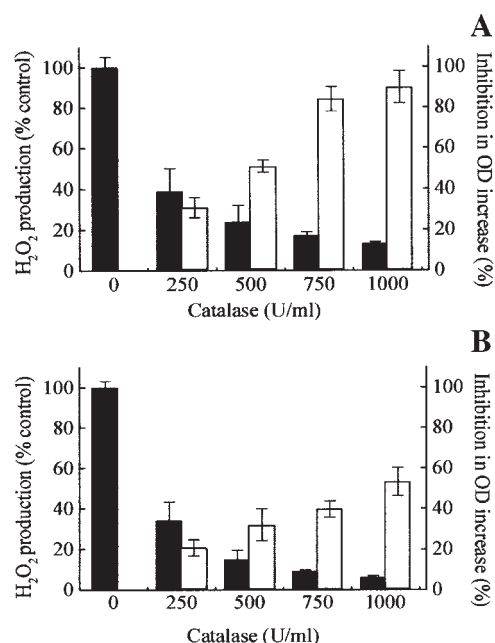 A
H₂O₂ production (% control)
100
80
60
40
20
0
0 250 500 750 1000
Catalase (U/ml)
100
80
60
40
20
0
Inhibition in OD
increase (%)
B
H₂O₂ production (% control)
100
80
60
40
20
0
0 250 500 750 1000
Catalase (U/ml)
100
80
60
40
20
0
Inhibition in OD
increase (%)